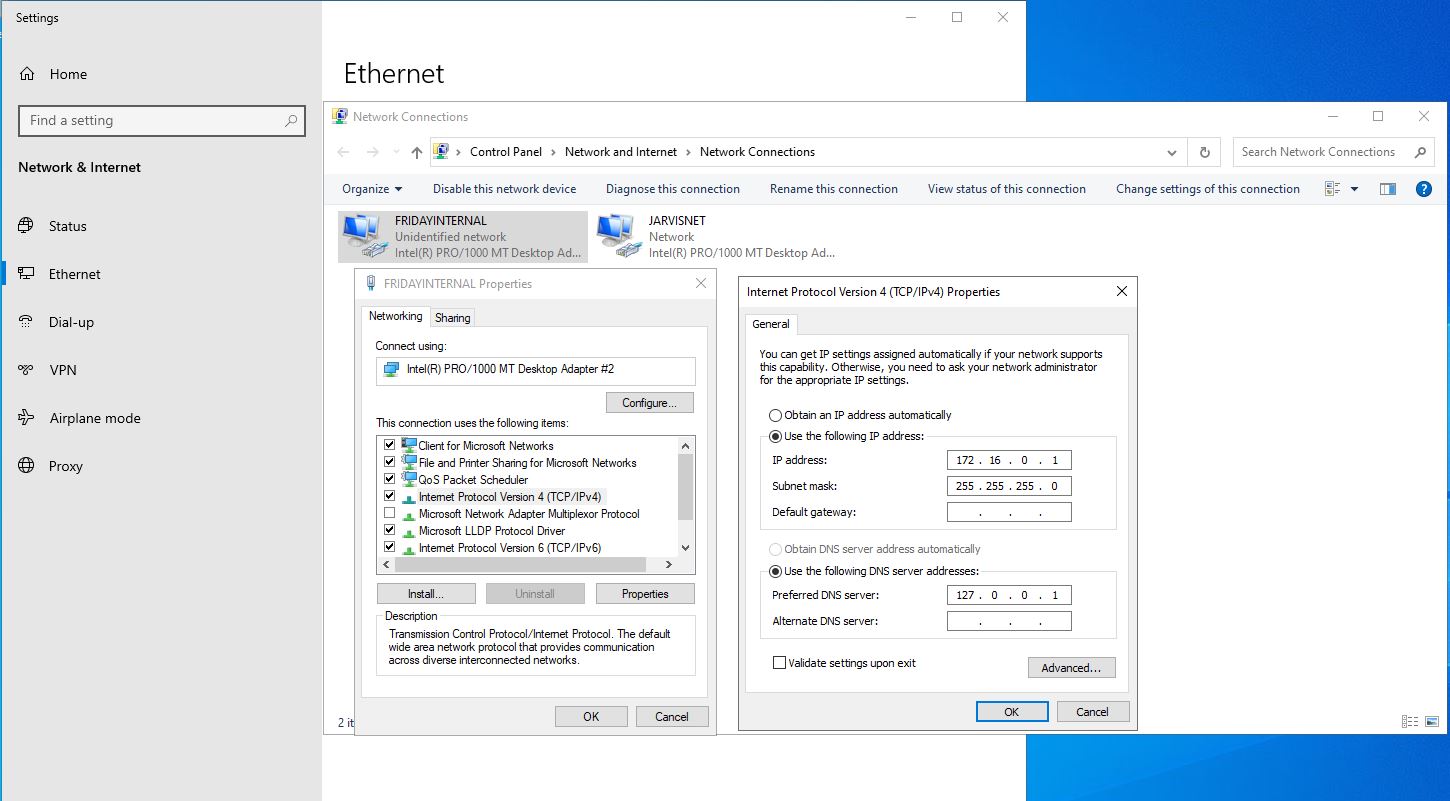 Settings
Home
Find a setting
Network & Internet
Status
Ethernet
Dial-up
VPN
Airplane mode
Proxy
Ethernet
Network Connections
Control Panel > Network and Internet > Network Connections
Search Network Connections
Organize
Disable this network device
Diagnose this connection
Rename this connection
View status of this connection
Change settings of this connection
FRIDAYINTERNAL
Unidentified network
Intel(R) PRO/1000 MT Desktop Ad...
JARVISNET
Network
Intel(R) PRO/1000 MT Desktop Ad...
FRIDAYINTERNAL Properties
Networking
Sharing
Connect using:
Intel(R) PRO/1000 MT Desktop Adapter #2
Configure...
This connection uses the following items:
Client for Microsoft Networks
File and Printer Sharing for Microsoft Networks
QoS Packet Scheduler
Internet Protocol Version 4 (TCP/IPv4)
Microsoft Network Adapter Multiplexor Protocol
Microsoft LLDP Protocol Driver
Internet Protocol Version 6 (TCP/IPv6)
Install...
Uninstall
Properties
Description
Transmission Control Protocol/Internet Protocol. The default
wide area network protocol that provides communication
across diverse interconnected networks.
OK
Cancel
2 it
Internet Protocol Version 4 (TCP/IPv4) Properties
General
You can get IP settings assigned automatically if your network supports
this capability. Otherwise, you need to ask your network administrator
for the appropriate IP settings.
Obtain an IP address automatically
Use the following IP address:
IP address: 172 . 16 . 0 . 1
Subnet mask: 255 . 255 . 255 . 0
Default gateway: . . .
Obtain DNS server address automatically
Use the following DNS server addresses:
Preferred DNS server: 127 . 0 . 0 . 1
Alternate DNS server: . . .
Validate settings upon exit
Advanced...
OK
Cancel